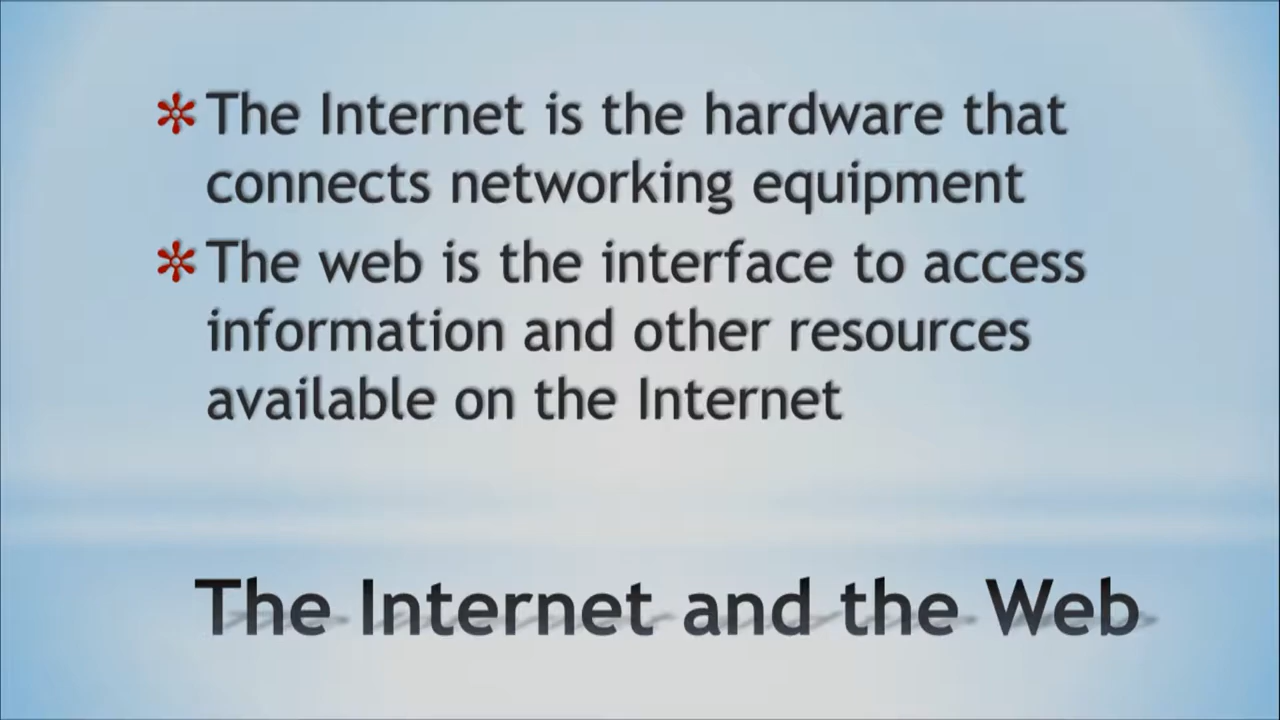 The Internet is the hardware that
connects networking equipment
The web is the interface to access
information and other resources
available on the Internet
The Internet and the Web